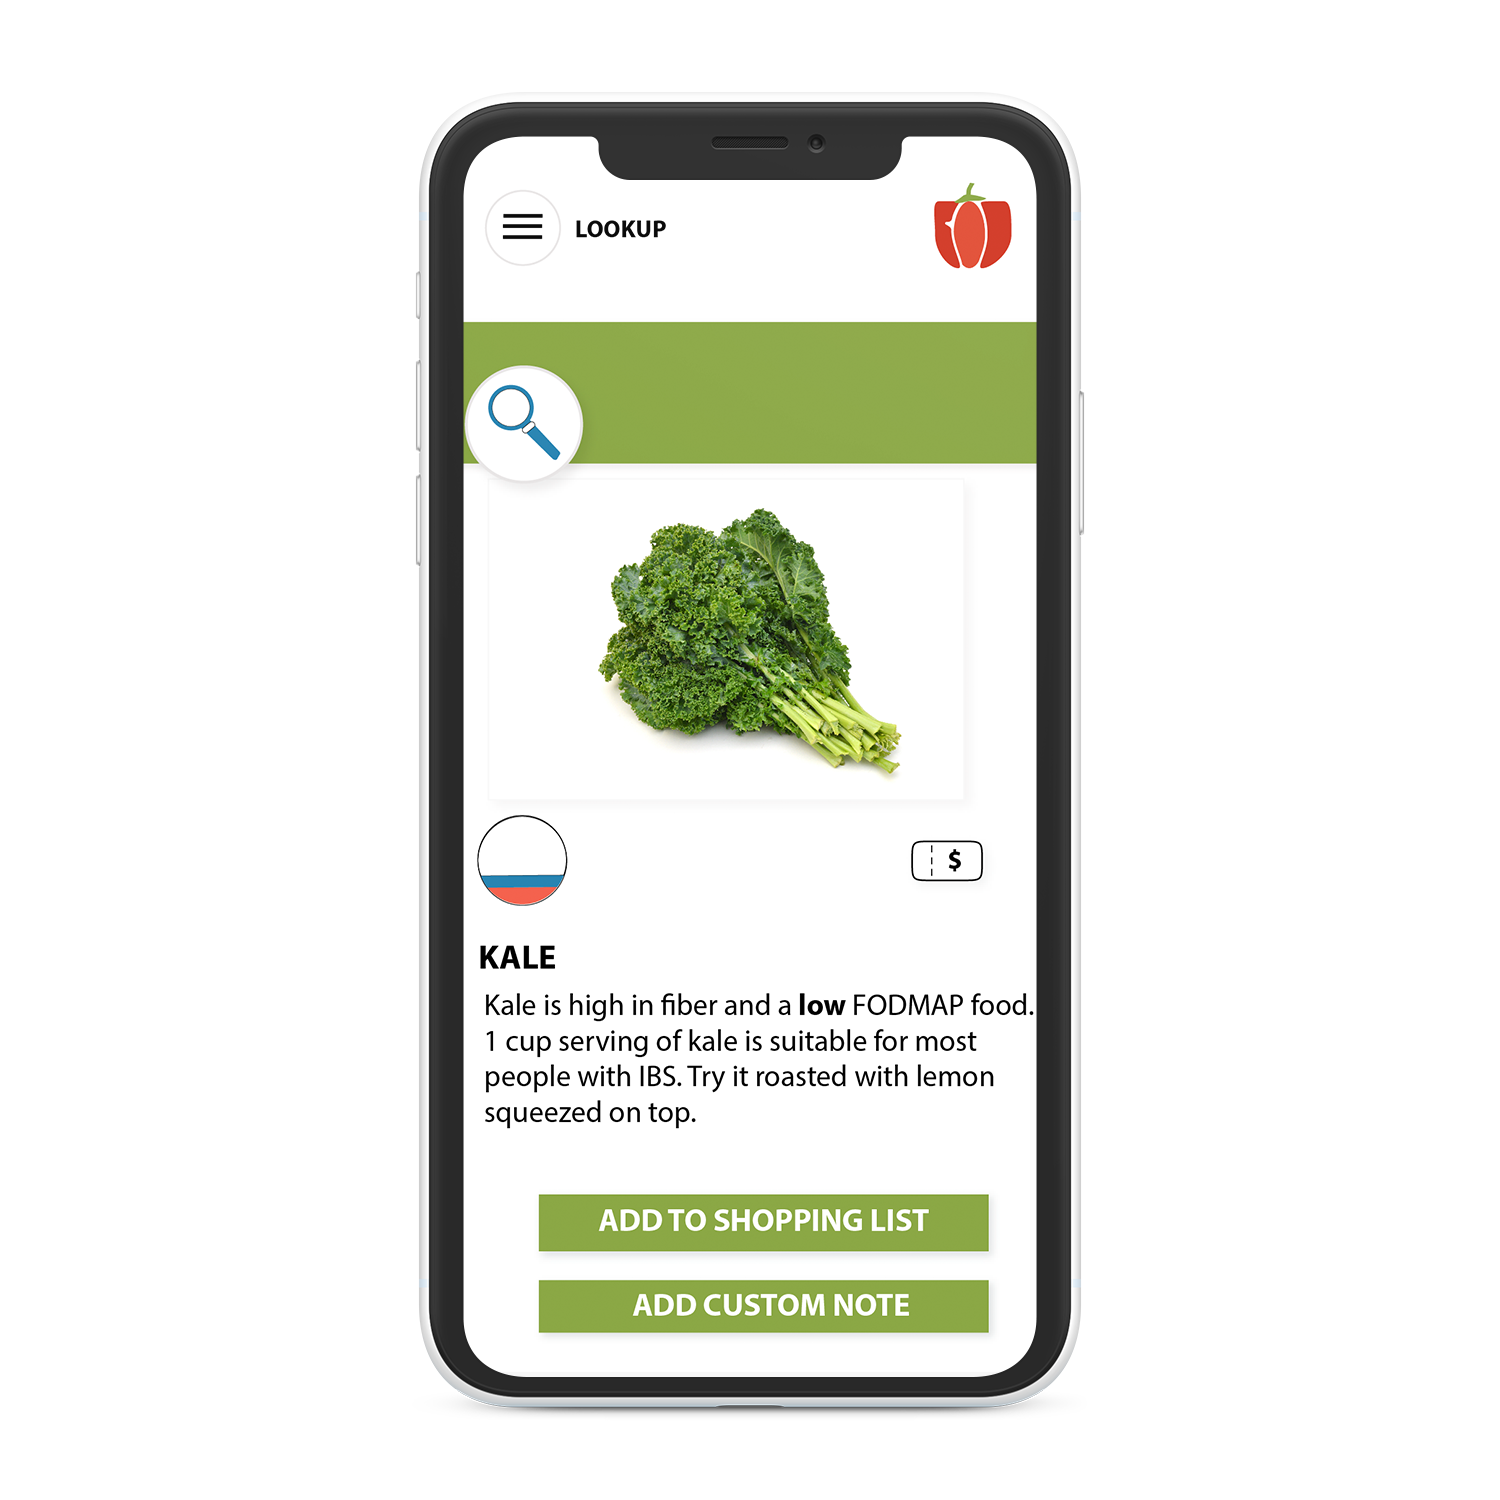 LOOKUP
$
KALE
Kale is high in fiber and a low FODMAP food.
1 cup serving of kale is suitable for most
people with IBS. Try it roasted with lemon
squeezed on top.
ADD TO SHOPPING LIST
ADD CUSTOM NOTE